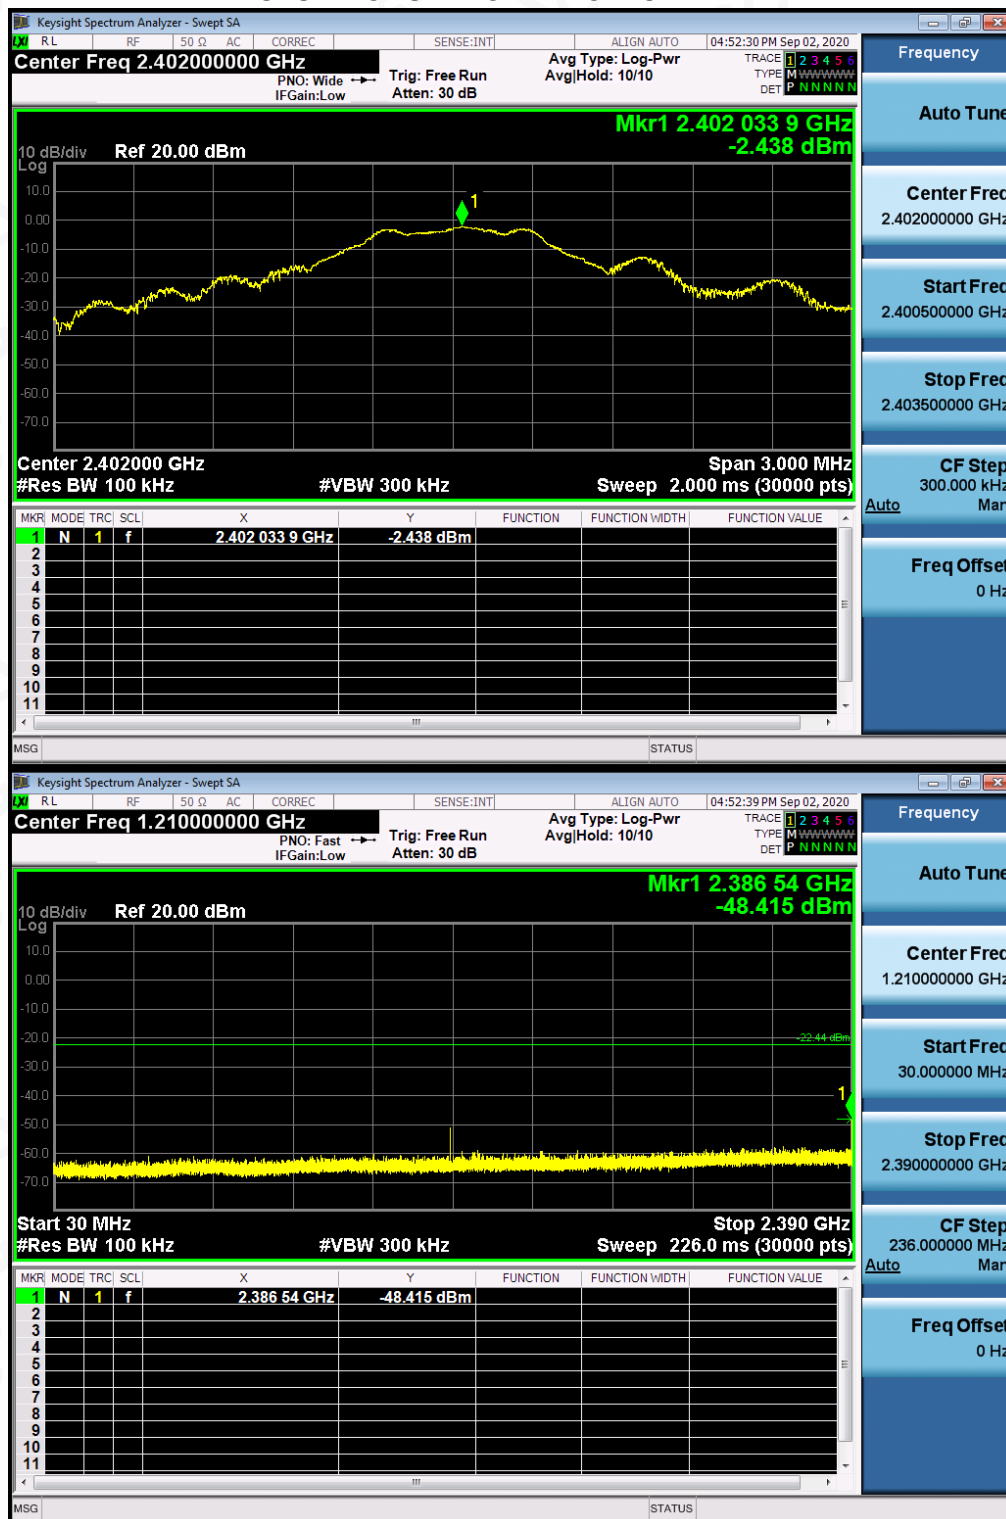 Keysight Spectrum Analyzer - Swept SA
LXI RL RF 50 Ω AC CORREC SENSE:INT ALIGN AUTO 04:52:30 PM Sep 02, 2020
Center Freq 2.402000000 GHz
PNO: Wide
IFGain:Low
Trig: Free Run
Atten: 30 dB
Avg Type: Log-Pwr
Avg|Hold: 10/10
TRACE 1 2 3 4 5 6
TYPE M WWWWW
DET P N N N N N
Mkr1 2.402 033 9 GHz
-2.438 dBm
10 dB/div Ref 20.00 dBm
Log
1
10.0
0.00
-10.0
-20.0
-30.0
-40.0
-50.0
-60.0
-70.0
Center 2.402000 GHz Span 3.000 MHz
#Res BW 100 kHz #VBW 300 kHz Sweep 2.000 ms (30000 pts)
MKR MODE TRC SCL X Y FUNCTION FUNCTION WIDTH FUNCTION VALUE
1 N 1 f 2.402 033 9 GHz -2.438 dBm
2
3
4
5
6
7
8
9
10
11
MSG STATUS
Frequency
Auto Tune
Center Freq
2.402000000 GHz
Start Freq
2.400500000 GHz
Stop Freq
2.403500000 GHz
CF Step
300.000 kHz
Auto Man
Freq Offset
0 Hz
Keysight Spectrum Analyzer - Swept SA
LXI RL RF 50 Ω AC CORREC SENSE:INT ALIGN AUTO 04:52:39 PM Sep 02, 2020
Center Freq 1.210000000 GHz
PNO: Fast
IFGain:Low
Trig: Free Run
Atten: 30 dB
Avg Type: Log-Pwr
Avg|Hold: 10/10
TRACE 1 2 3 4 5 6
TYPE M WWWWW
DET P N N N N N
Mkr1 2.386 54 GHz
-48.415 dBm
10 dB/div Ref 20.00 dBm
Log
10.0
0.00
-10.0
-20.0
-22.44 dBm
-30.0
-40.0
1
-50.0
-60.0
-70.0
Start 30 MHz Stop 2.390 GHz
#Res BW 100 kHz #VBW 300 kHz Sweep 226.0 ms (30000 pts)
MKR MODE TRC SCL X Y FUNCTION FUNCTION WIDTH FUNCTION VALUE
1 N 1 f 2.386 54 GHz -48.415 dBm
2
3
4
5
6
7
8
9
10
11
MSG STATUS
Frequency
Auto Tune
Center Freq
1.210000000 GHz
Start Freq
30.000000 MHz
Stop Freq
2.390000000 GHz
CF Step
236.000000 MHz
Auto Man
Freq Offset
0 Hz